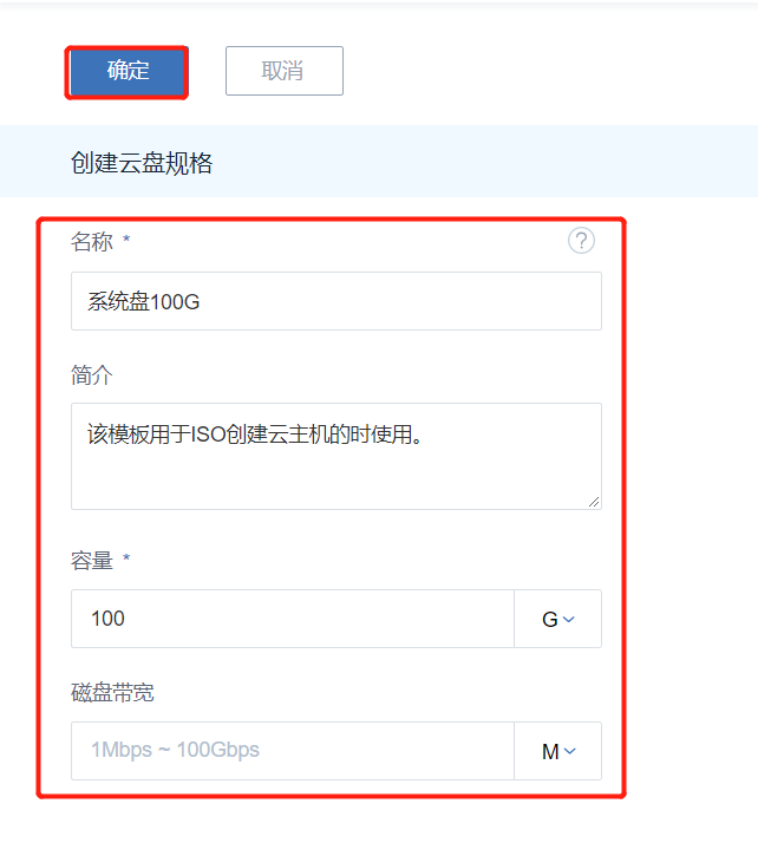 确定 取消
创建云盘规格
名称 *
?
系统盘100G
简介
该模板用于ISO创建云主机的时使用。
容量 *
100 G
磁盘带宽
1Mbps ~ 100Gbps M